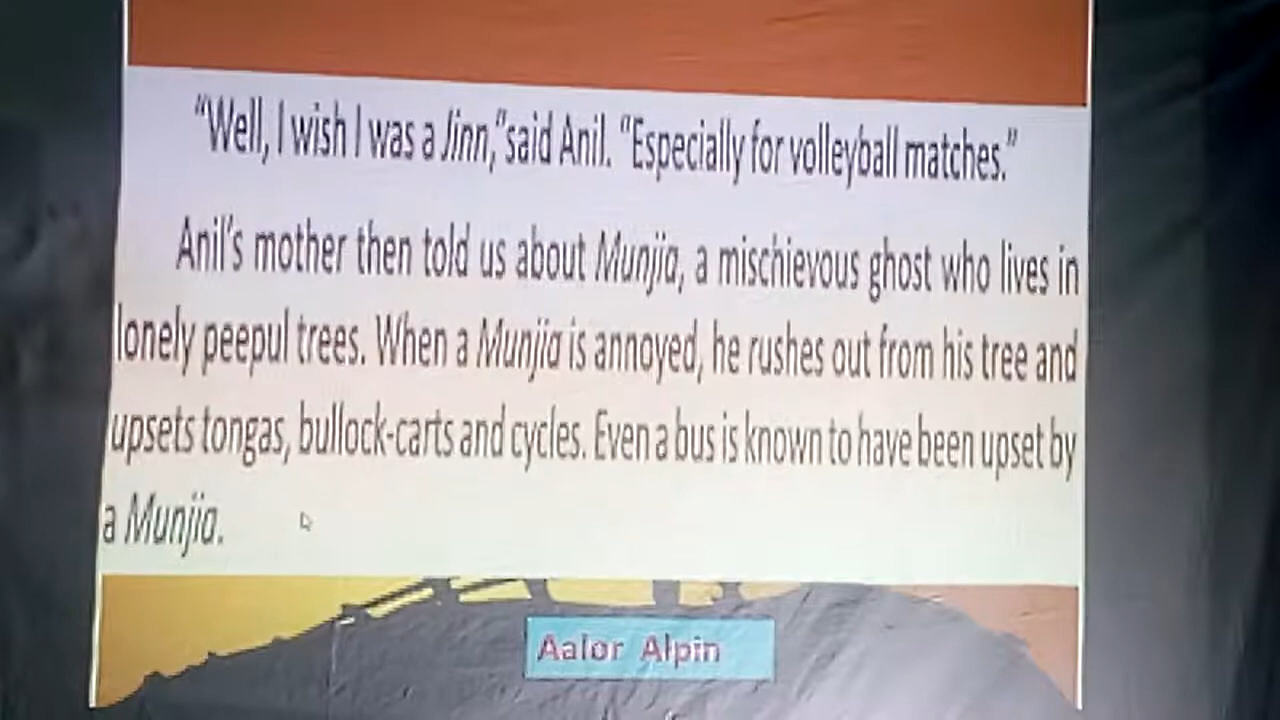 “Well, I wish I was a Jinn,”said Anil. “Especially for volleyball matches.”
Anil’s mother then told us about Munjia, a mischievous ghost who lives in
lonely peepul trees. When a Munjia is annoyed, he rushes out from his tree and
upsets tongas, bullock-carts and cycles. Even a bus is known to have been upset by
a Munjia.
Aalor Alpin